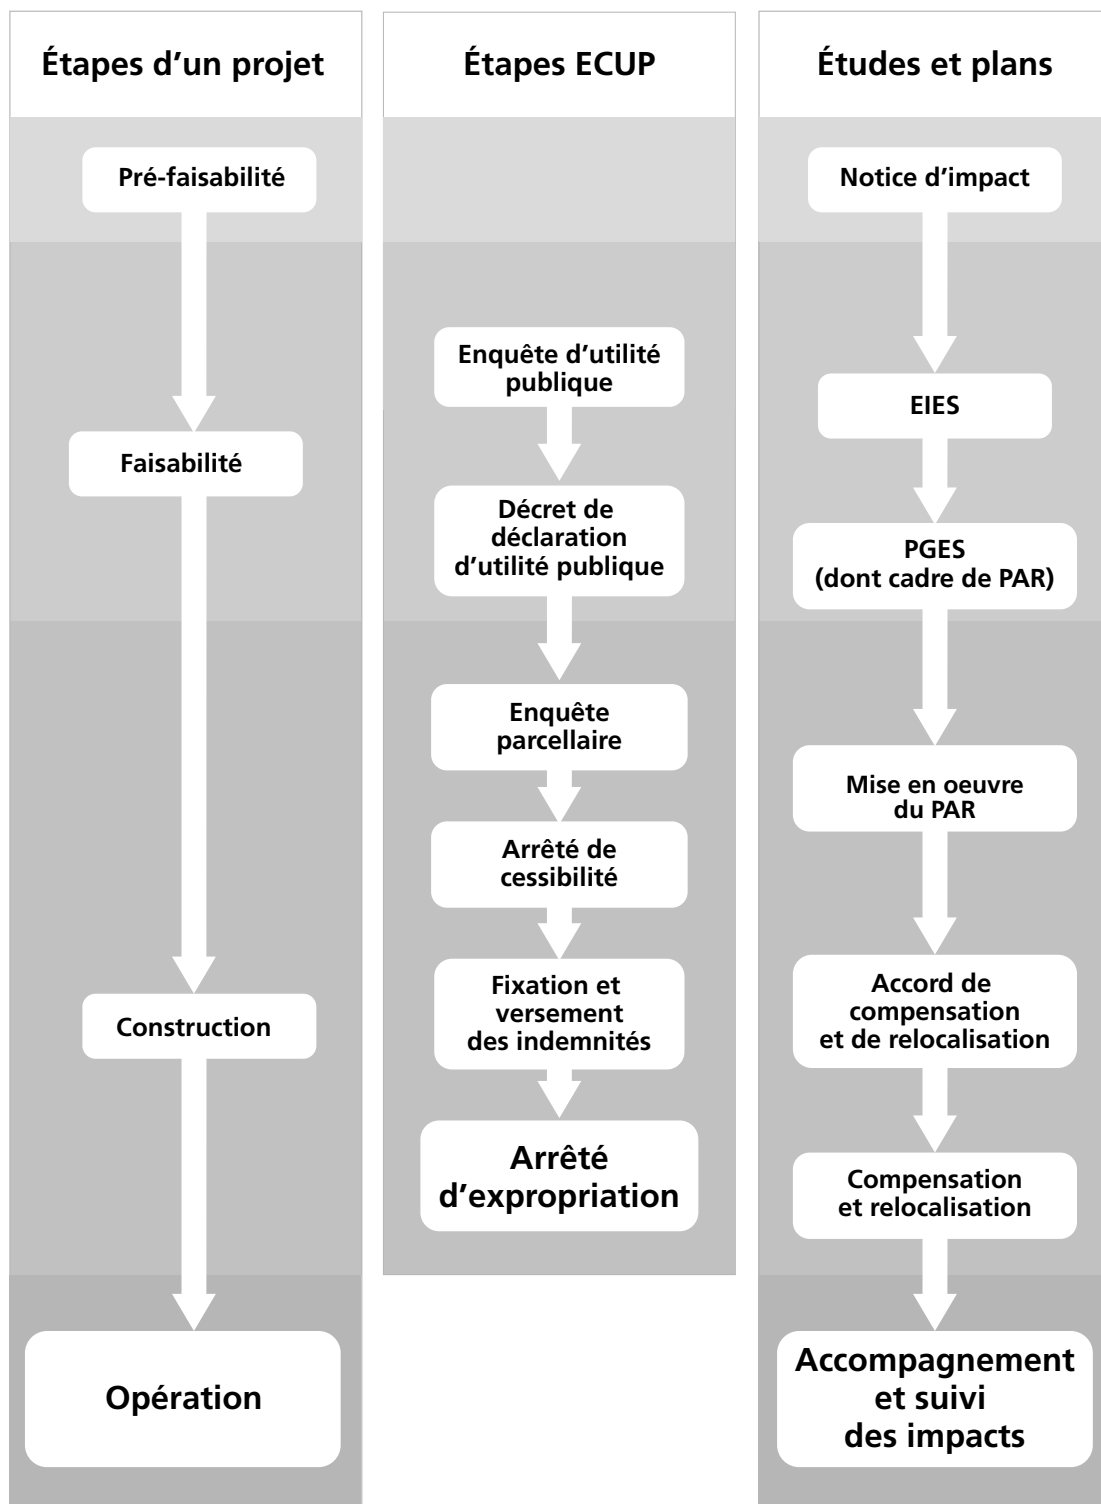 Étapes d’un projet
Pré-faisabilité
Faisabilité
Construction
Opération
Étapes ECUP
Enquête d’utilité
publique
Décret de
déclaration
d’utilité publique
Enquête
parcellaire
Arrêté de
cessibilité
Fixation et
versement
des indemnités
Arrêté
d’expropriation
Études et plans
Notice d’impact
EIES
PGES
(dont cadre de PAR)
Mise en oeuvre
du PAR
Accord de
compensation
et de relocalisation
Compensation
et relocalisation
Accompagnement
et suivi
des impacts